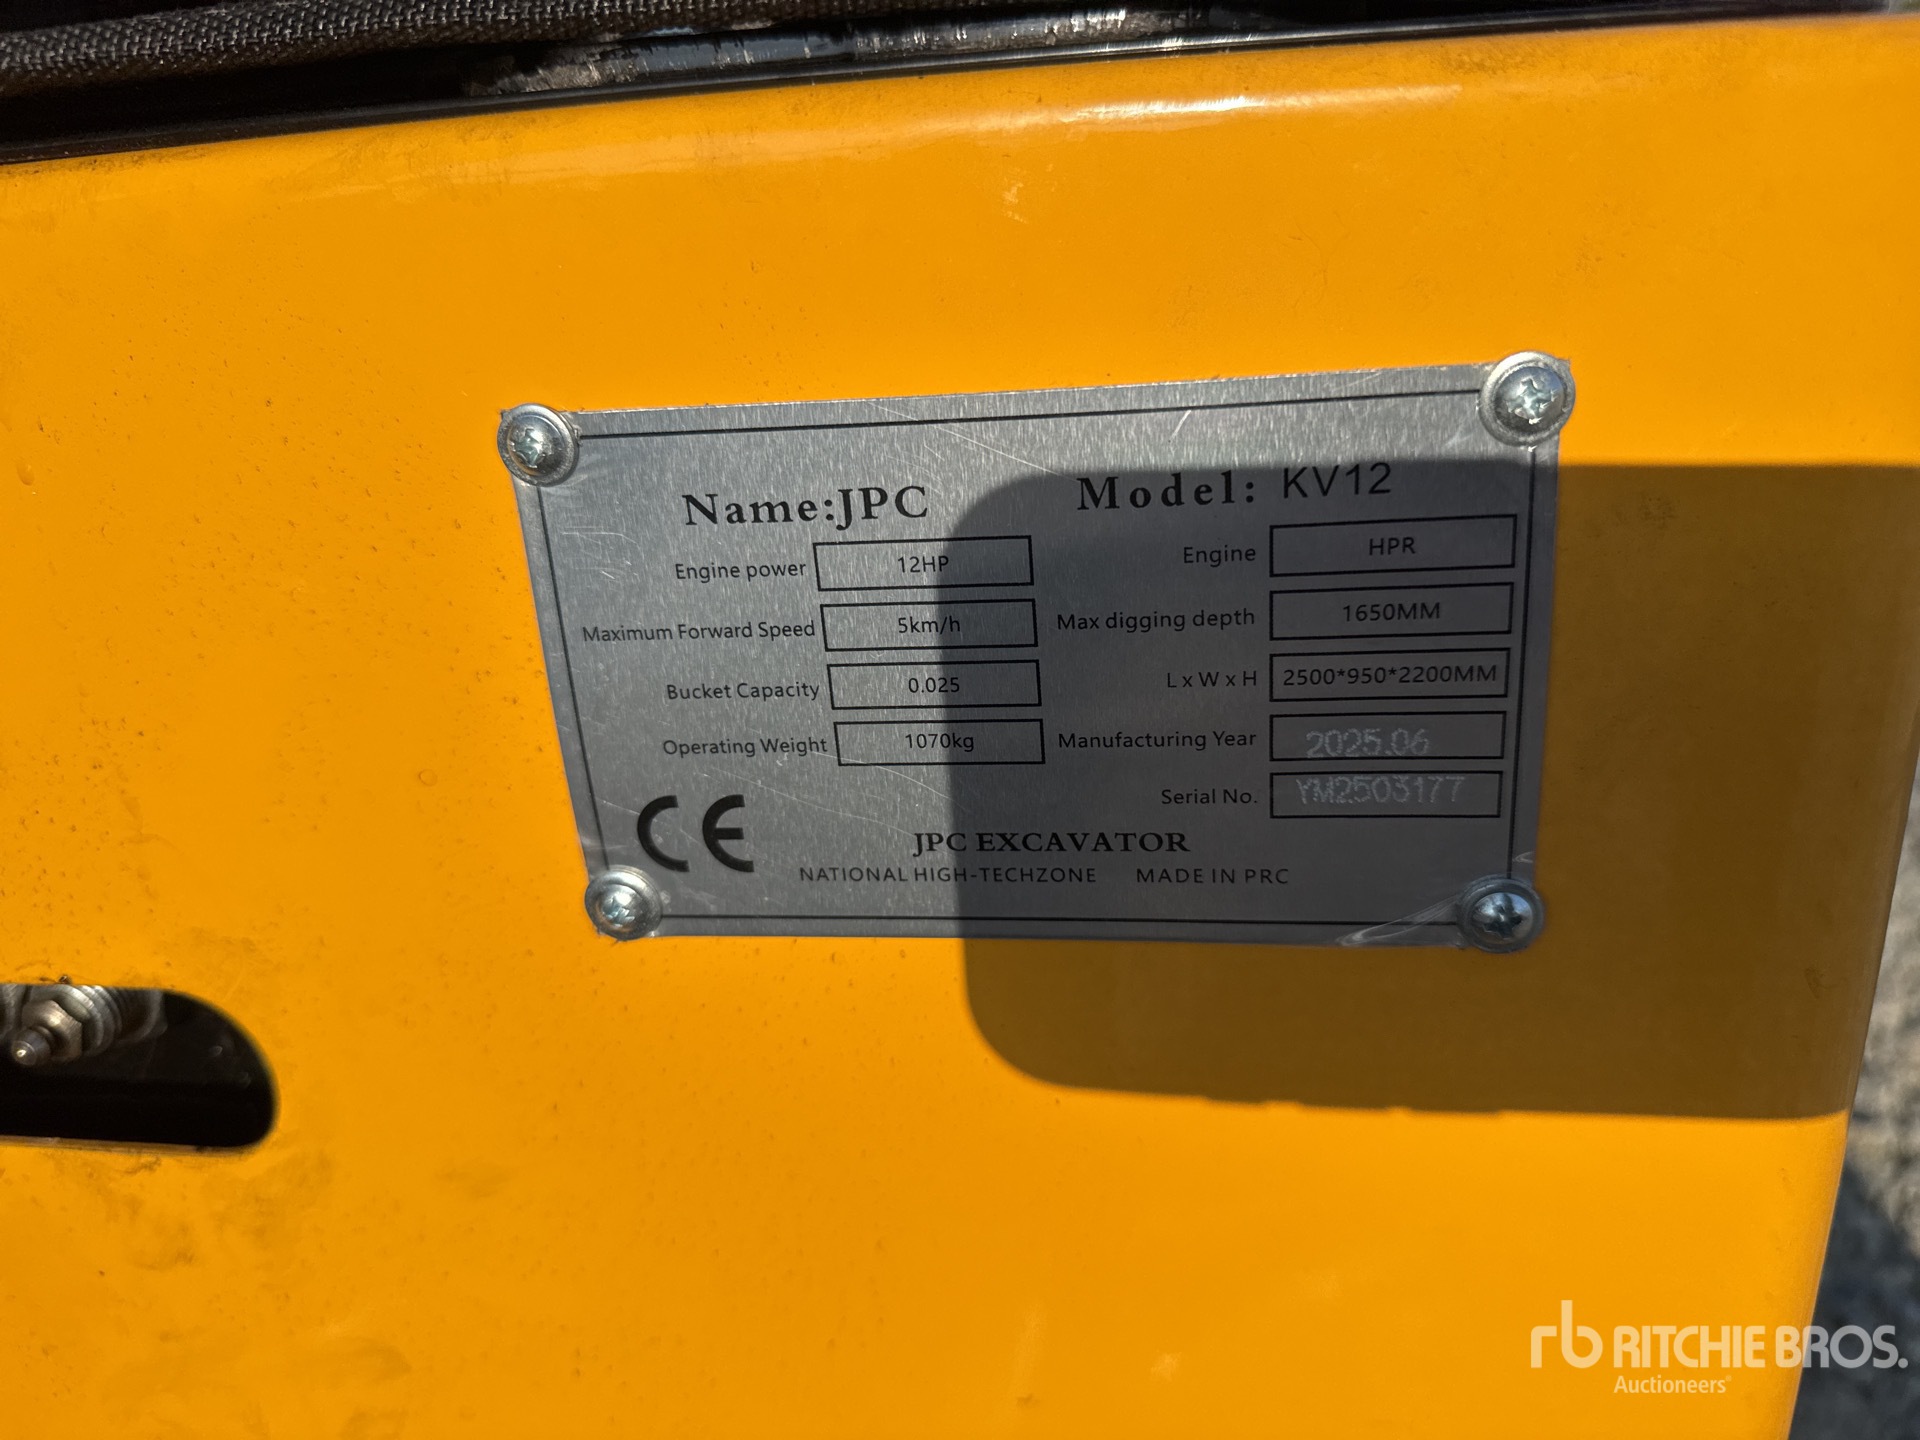 Name:JPC Model: KV12
Engine power 12HP Engine HPR
Maximum Forward Speed 5km/h Max digging depth 1650MM
Bucket Capacity 0.025 L x W x H 2500*950*2200MM
Operating Weight 1070kg Manufacturing Year 2025.06
Serial No. YM2503177
CE JPC EXCAVATOR
NATIONAL HIGH-TECHZONE MADE IN PRC
rb RITCHIE BROS.
Auctioneers